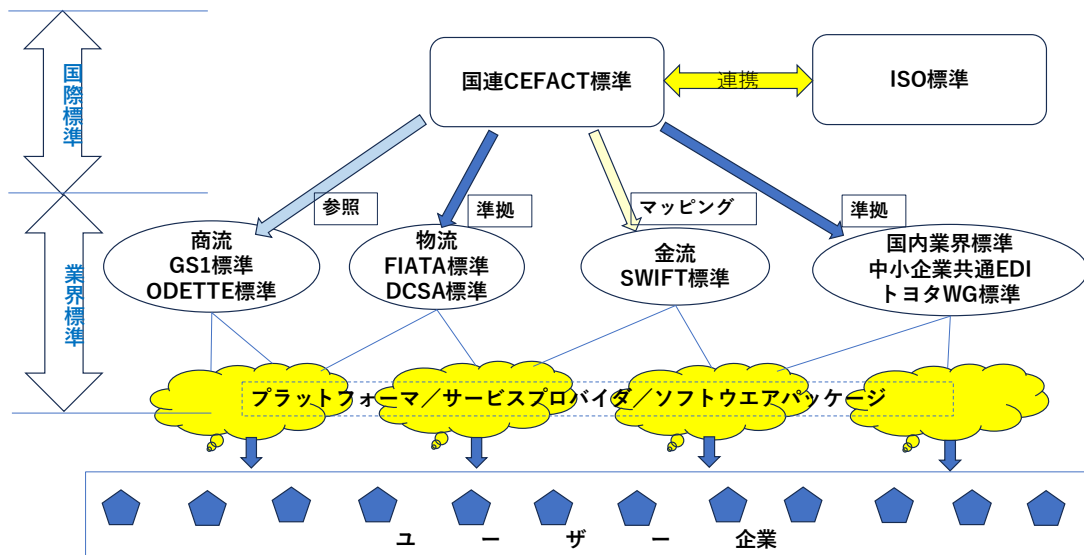 国際標準
国連CEFACT標準
連携
ISO標準
参照
準拠
マッピング
準拠
業界標準
商流
GS1標準
ODETTE標準
物流
FIATA標準
DCSA標準
金流
SWIFT標準
国内業界標準
中小企業共通EDI
トヨタWG標準
プラットフォーマ／サービスプロバイダ／ソフトウエアパッケージ
ユーザー企業